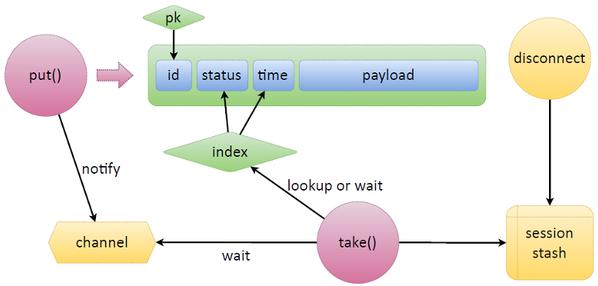 pk
put()
id
status
time
payload
disconnect
index
notify
lookup or wait
channel
wait
take()
session
stash